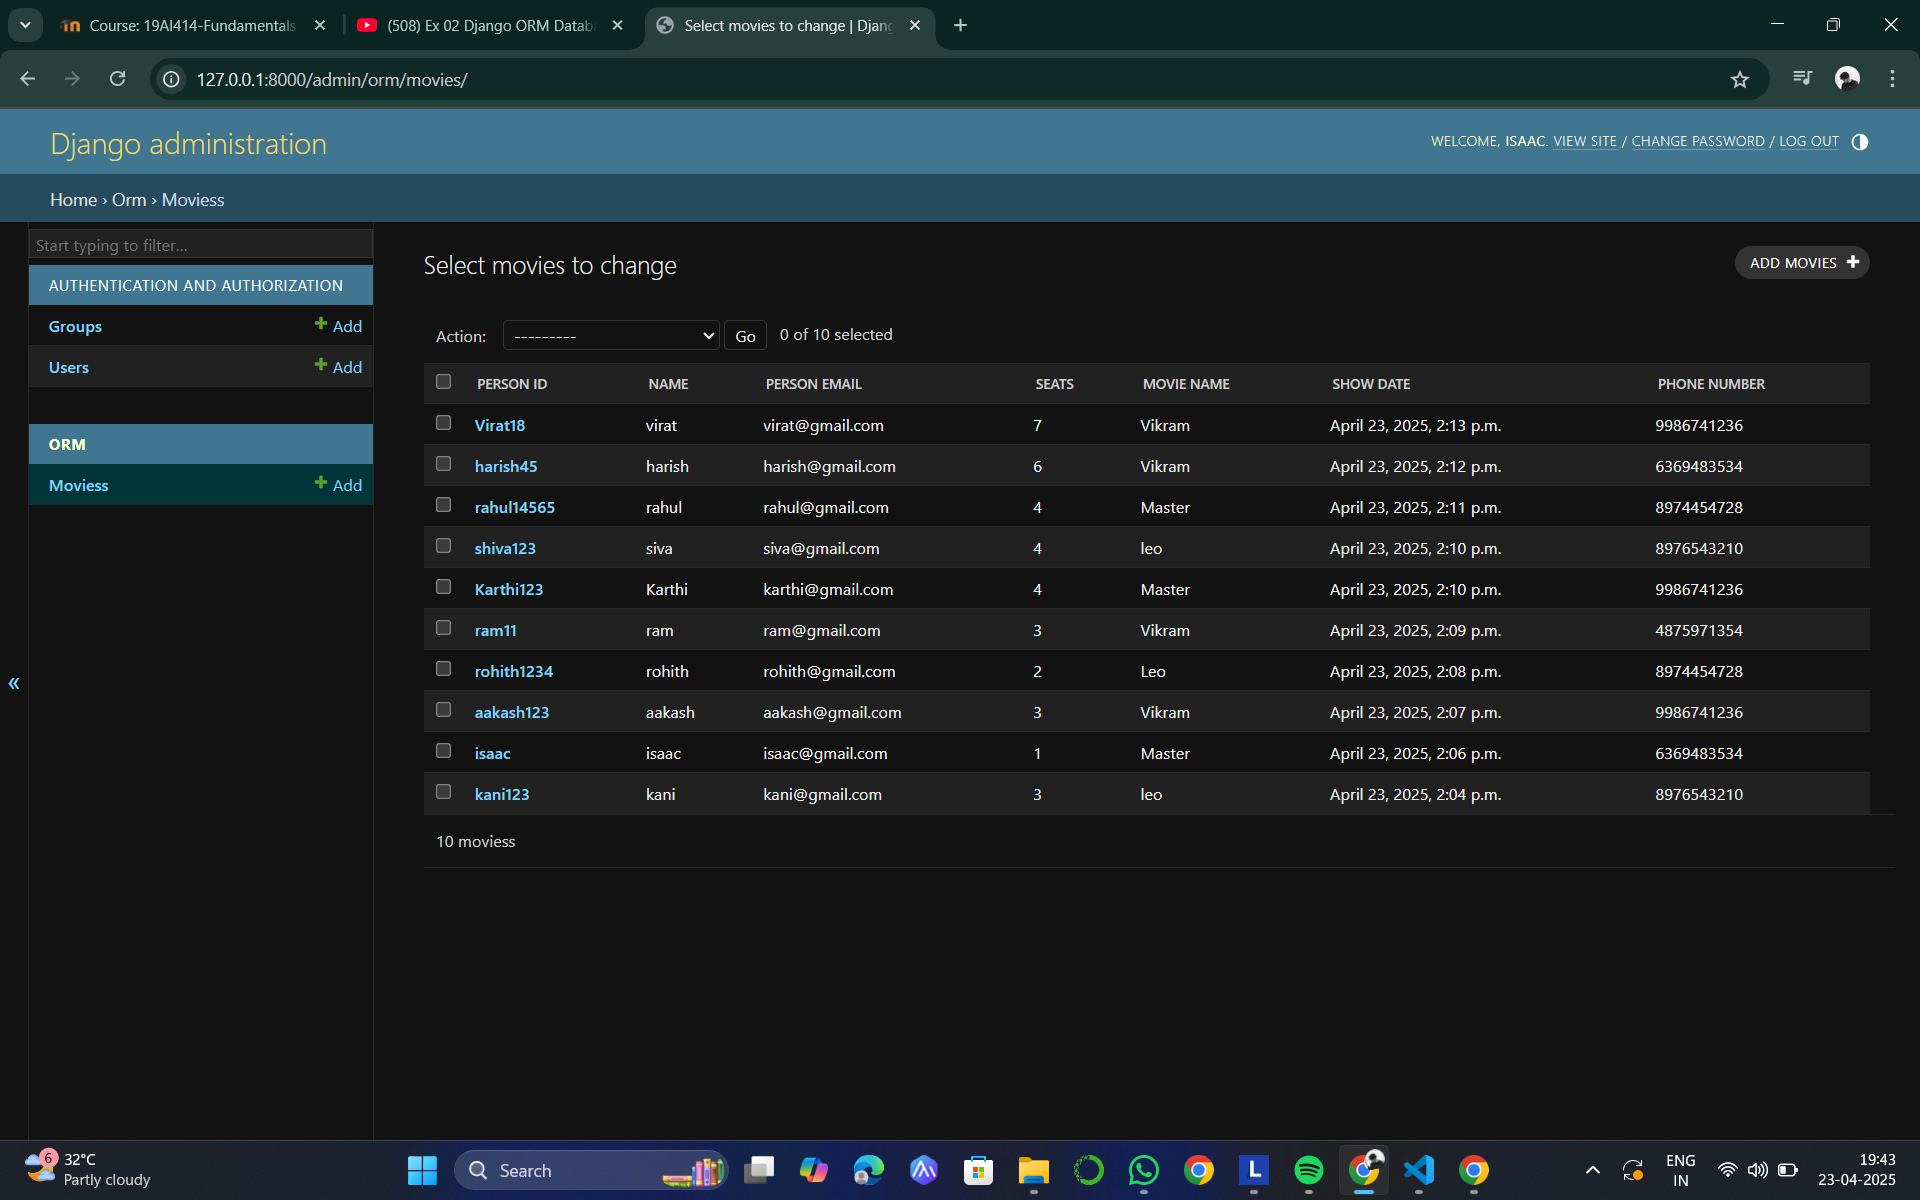 Course: 19AI414-Fundamentals
(508) Ex 02 Django ORM Datab
Select movies to change | Djang
127.0.0.1:8000/admin/orm/movies/
Django administration
WELCOME, ISAAC. VIEW SITE / CHANGE PASSWORD / LOG OUT
Home › Orm › Moviess
Start typing to filter...
AUTHENTICATION AND AUTHORIZATION
Groups + Add
Users + Add
ORM
Moviess + Add
«
Select movies to change
ADD MOVIES +
Action: --------- Go 0 of 10 selected
PERSON ID NAME PERSON EMAIL SEATS MOVIE NAME SHOW DATE PHONE NUMBER
Virat18 virat virat@gmail.com 7 Vikram April 23, 2025, 2:13 p.m. 9986741236
harish45 harish harish@gmail.com 6 Vikram April 23, 2025, 2:12 p.m. 6369483534
rahul14565 rahul rahul@gmail.com 4 Master April 23, 2025, 2:11 p.m. 8974454728
shiva123 siva siva@gmail.com 4 leo April 23, 2025, 2:10 p.m. 8976543210
Karthi123 Karthi karthi@gmail.com 4 Master April 23, 2025, 2:10 p.m. 9986741236
ram11 ram ram@gmail.com 3 Vikram April 23, 2025, 2:09 p.m. 4875971354
rohith1234 rohith rohith@gmail.com 2 Leo April 23, 2025, 2:08 p.m. 8974454728
aakash123 aakash aakash@gmail.com 3 Vikram April 23, 2025, 2:07 p.m. 9986741236
isaac isaac isaac@gmail.com 1 Master April 23, 2025, 2:06 p.m. 6369483534
kani123 kani kani@gmail.com 3 leo April 23, 2025, 2:04 p.m. 8976543210
10 moviess
6
32°C
Partly cloudy
Search
L
ENG
IN
19:43
23-04-2025